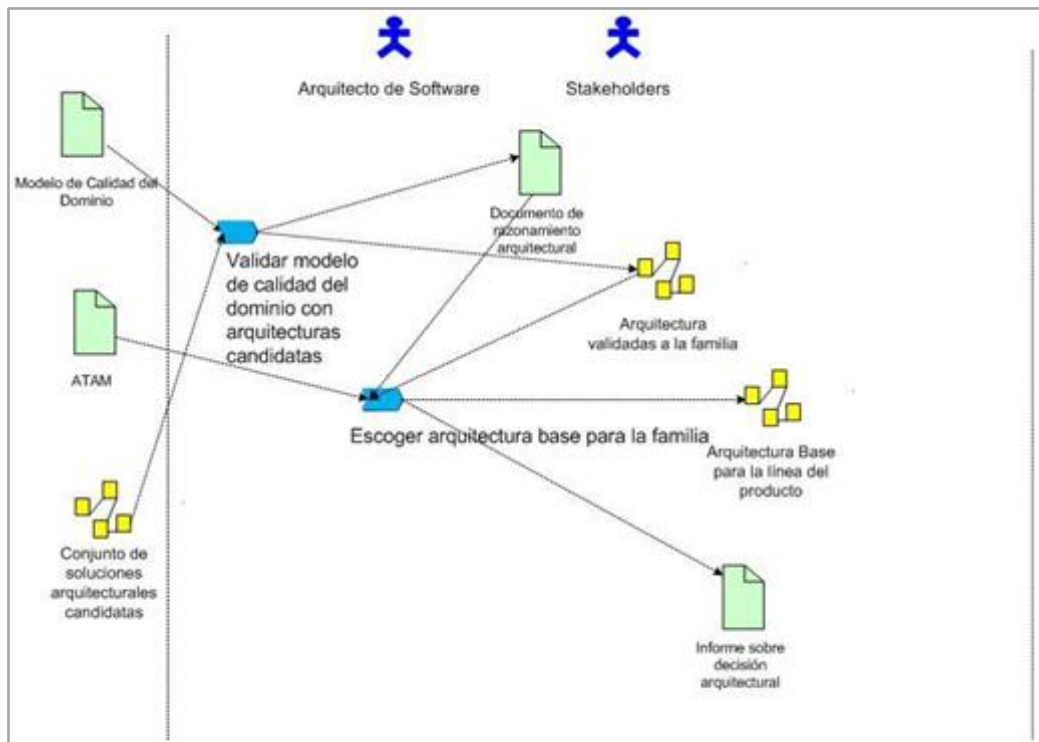 Arquitecto de Software
Stakeholders
Modelo de Calidad del
Dominio
Documento de
razonamiento
arquitectural
Validar modelo
de calidad del
dominio con
arquitecturas
candidatas
Arquitectura
validadas a la familia
ATAM
Escoger arquitectura base para la familia
Arquitectura Base
para la línea del
producto
Conjunto de
soluciones
arquitecturales
candidatas
Informe sobre
decisión
arquitectural